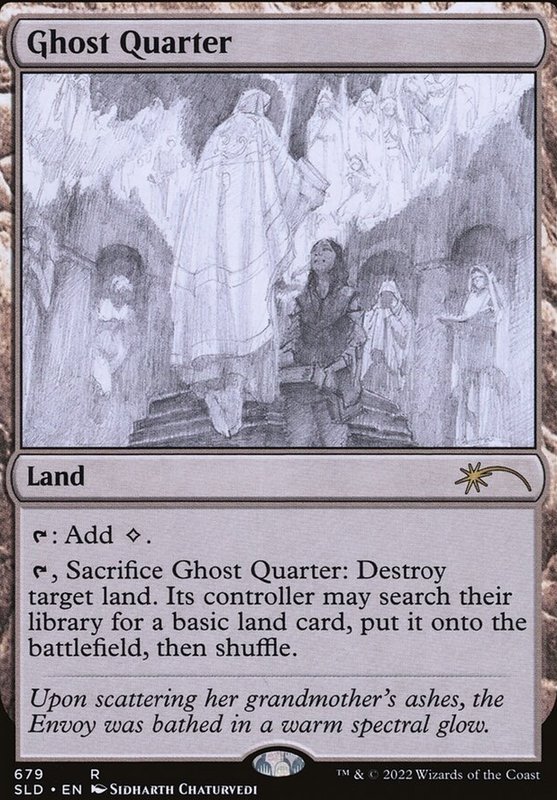 Ghost Quarter
Land
: Add .
, Sacrifice Ghost Quarter: Destroy
target land. Its controller may search their
library for a basic land card, put it onto the
battlefield, then shuffle.
Upon scattering her grandmother's ashes, the
Envoy was bathed in a warm spectral glow.
679 R
SLD • EN Sidharth Chaturvedi
™ & © 2022 Wizards of the Coast